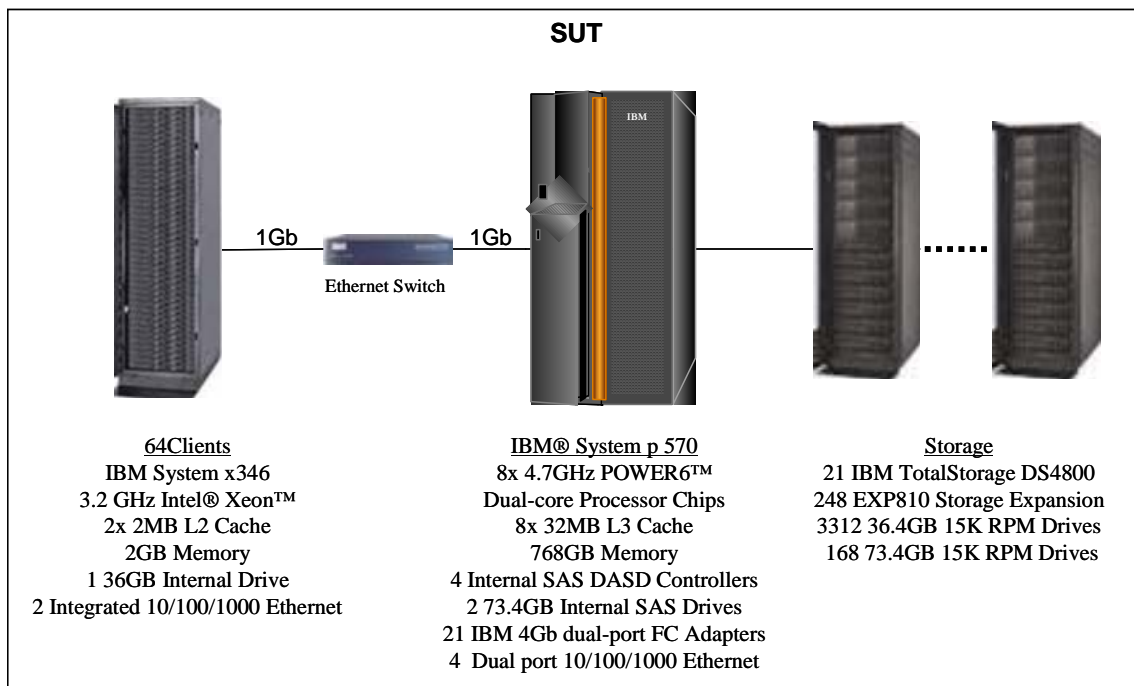 SUT
IBM
1Gb
1Gb
Ethernet Switch
64Clients
IBM System x346
3.2 GHz Intel® Xeon™
2x 2MB L2 Cache
2GB Memory
1 36GB Internal Drive
2 Integrated 10/100/1000 Ethernet
IBM® System p 570
8x 4.7GHz POWER6™
Dual-core Processor Chips
8x 32MB L3 Cache
768GB Memory
4 Internal SAS DASD Controllers
2 73.4GB Internal SAS Drives
21 IBM 4Gb dual-port FC Adapters
4 Dual port 10/100/1000 Ethernet
Storage
21 IBM TotalStorage DS4800
248 EXP810 Storage Expansion
3312 36.4GB 15K RPM Drives
168 73.4GB 15K RPM Drives